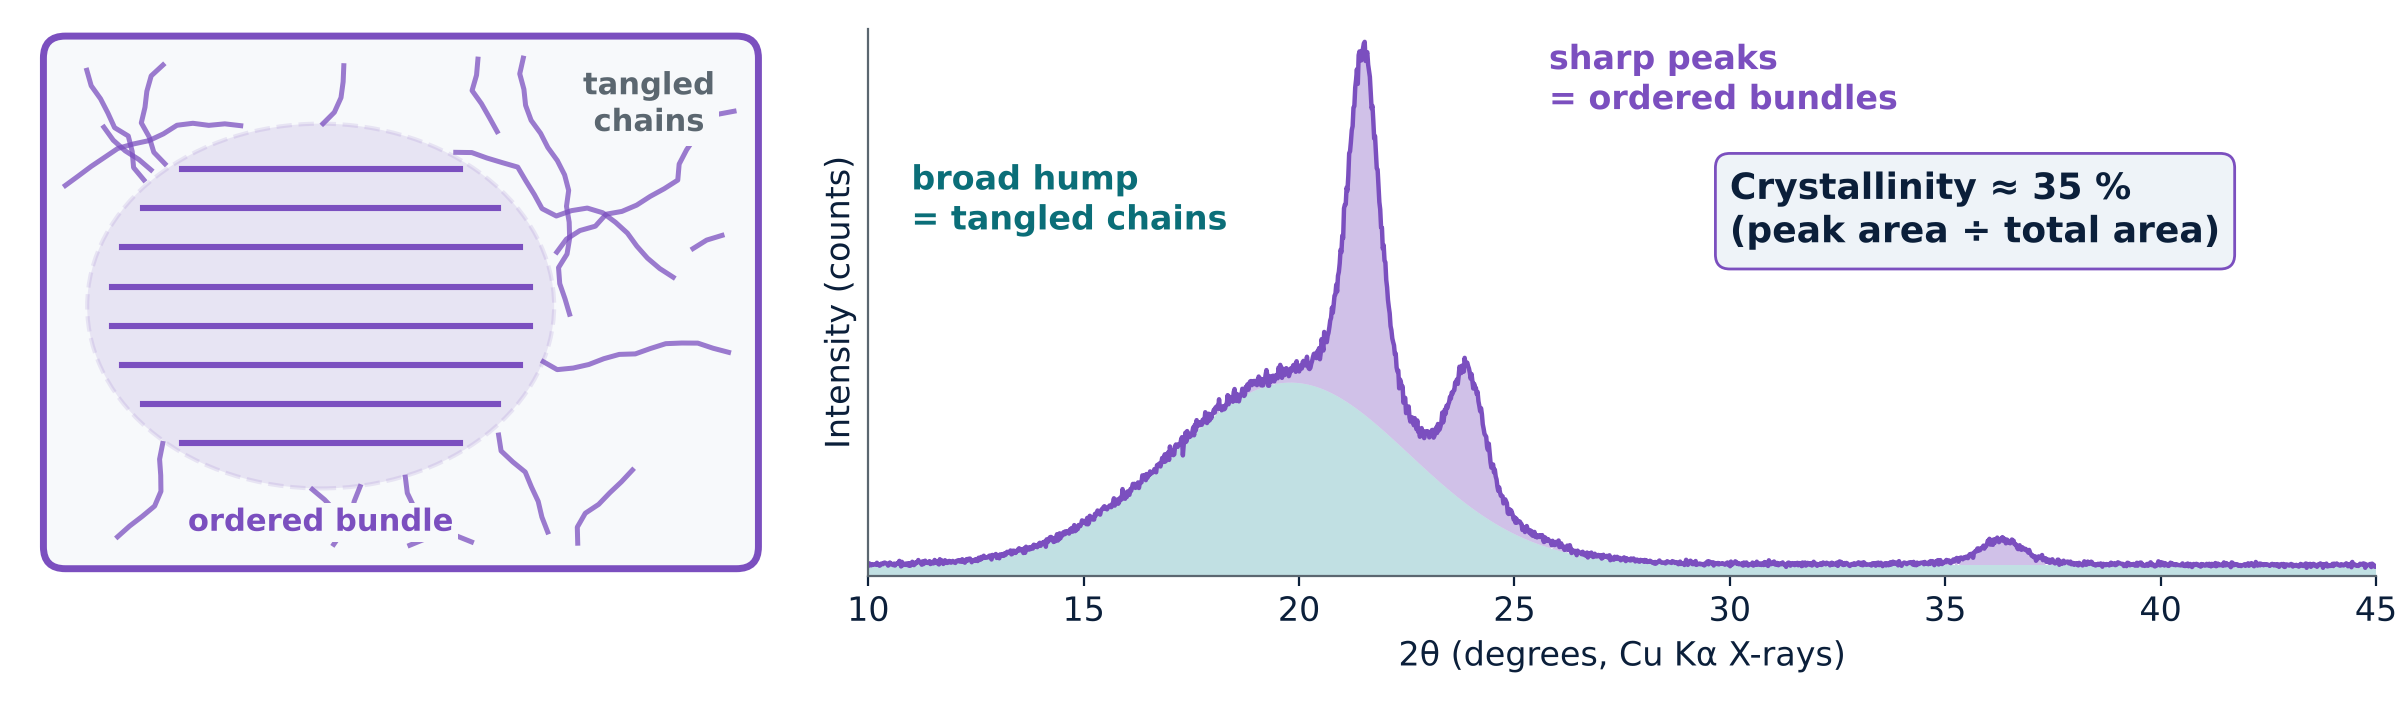 tangled
chains
ordered bundle
sharp peaks
= ordered bundles
broad hump
= tangled chains
Crystallinity ≈ 35 %
(peak area ÷ total area)
Intensity (counts)
10 15 20 25 30 35 40 45
2θ (degrees, Cu Kα X-rays)